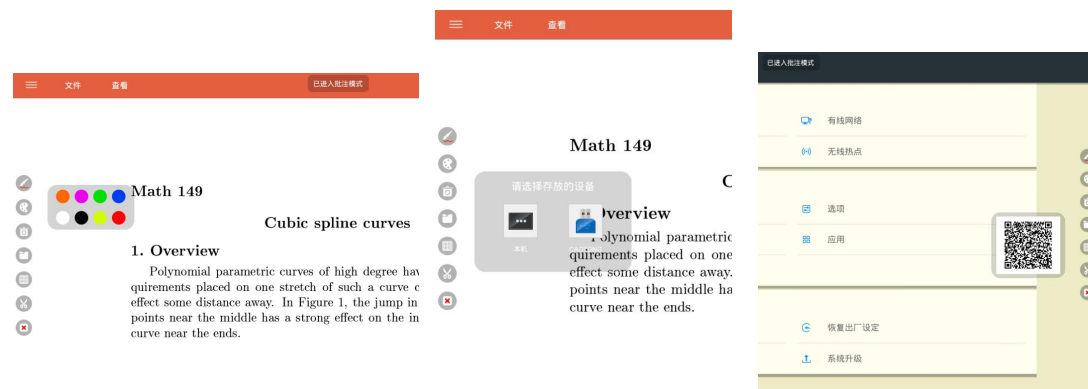 文件 查看 已进入批注模式
Math 149
Cubic spline curves
1. Overview
Polynomial parametric curves of high degree hav
quirements placed on one stretch of such a curve c
effect some distance away. In Figure 1, the jump in
points near the middle has a strong effect on the in
curve near the ends.
文件 查看
Math 149
C
请选择存放的设备
Overview
本机
olynomial parametric
quirements placed on one
effect some distance away.
points near the middle ha
curve near the ends.
已进入批注模式
有线网络
无线热点
选项
应用
恢复出厂设定
系统升级